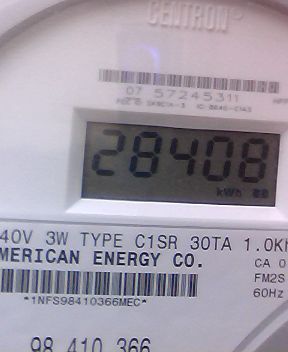 CENTRON®
07 57245311
28408
kWh
40V 3W TYPE C1SR 30TA 1.0Kh
MERICAN ENERGY CO.
CA 0
FM2S
60Hz
*1NFS98410366MEC*
98 410 366